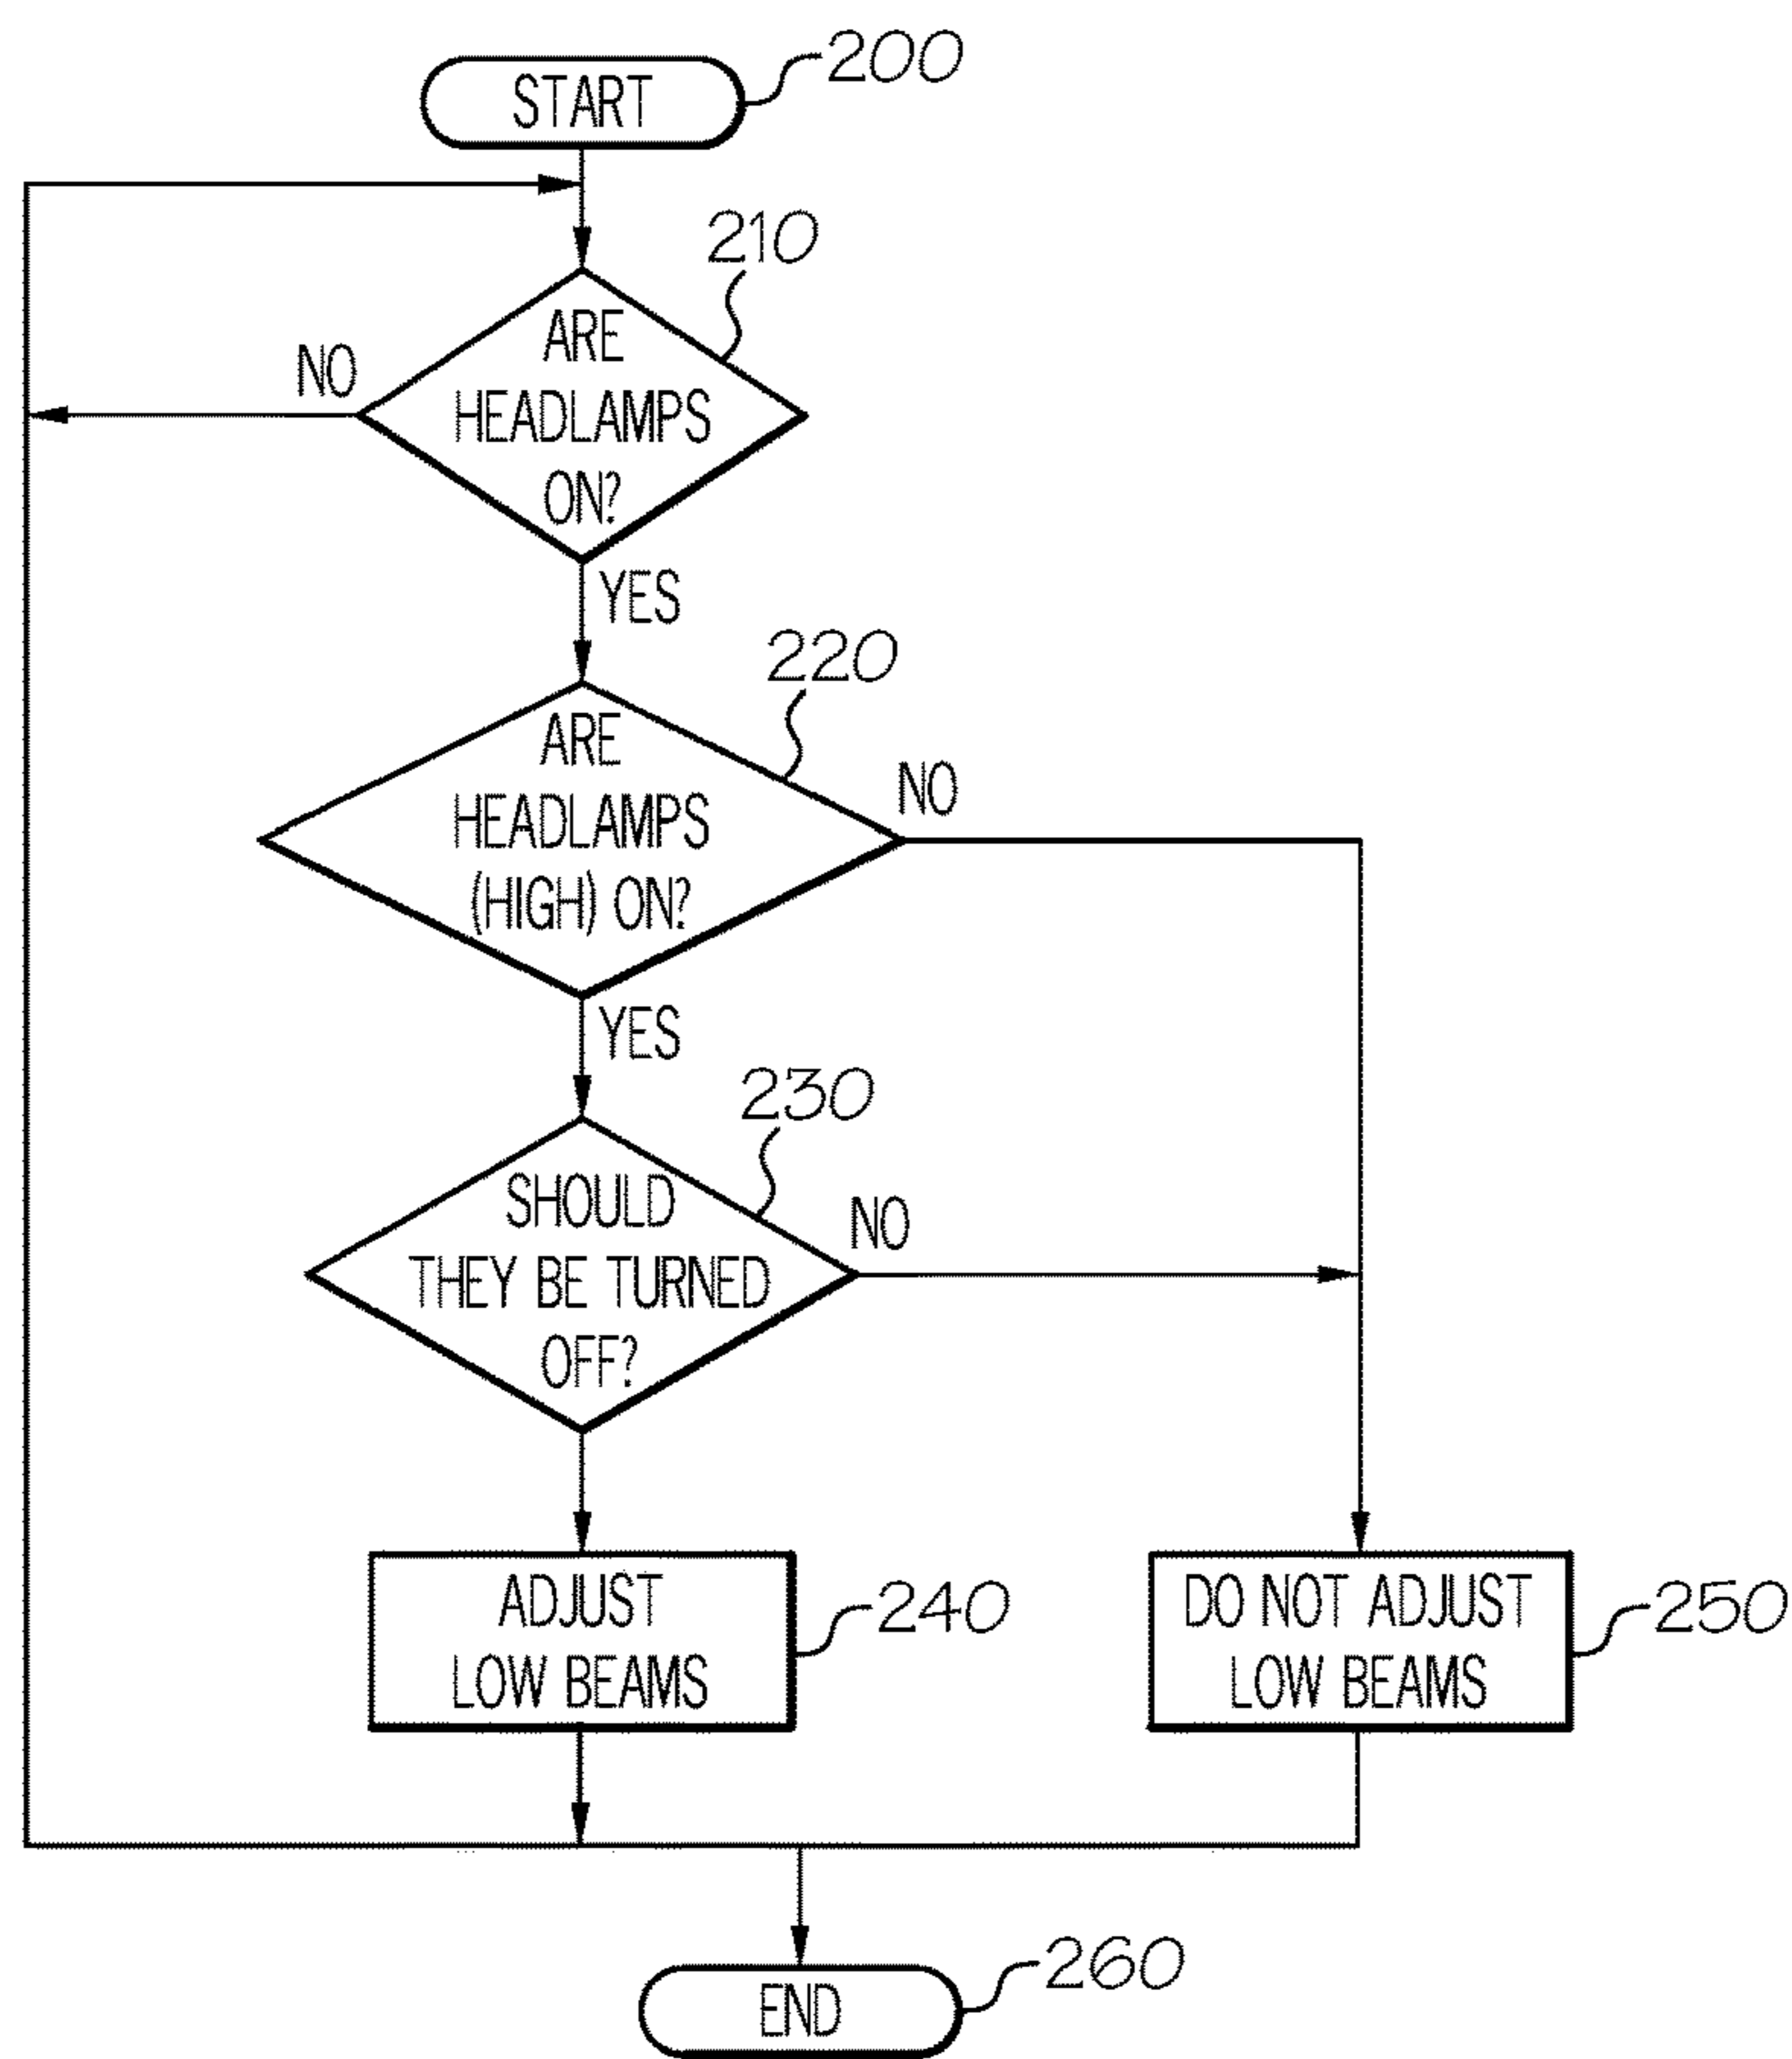 START
200
210
ARE
HEADLAMPS
ON?
NO
YES
220
ARE
HEADLAMPS
(HIGH) ON?
NO
YES
230
SHOULD
THEY BE TURNED
OFF?
NO
ADJUST
LOW BEAMS
240
DO NOT ADJUST
LOW BEAMS
250
END
260